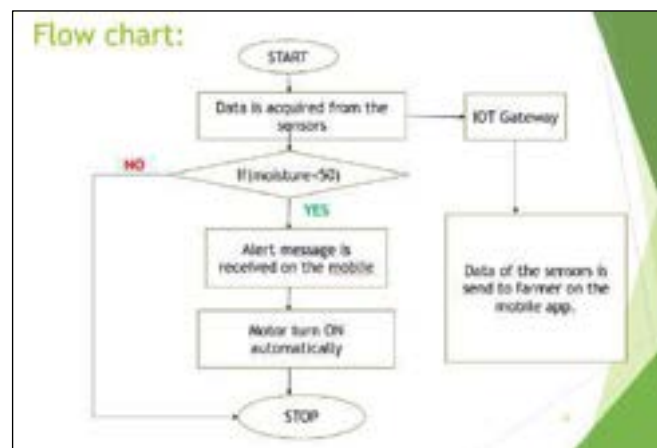 Flow chart:
START
Data is acquired from the
sensors
IOT Gateway
NO
If(moisture<50)
YES
Alert message is
received on the mobile
Data of the sensors is
send to Farmer on the
mobile app.
Motor turn ON
automatically
STOP